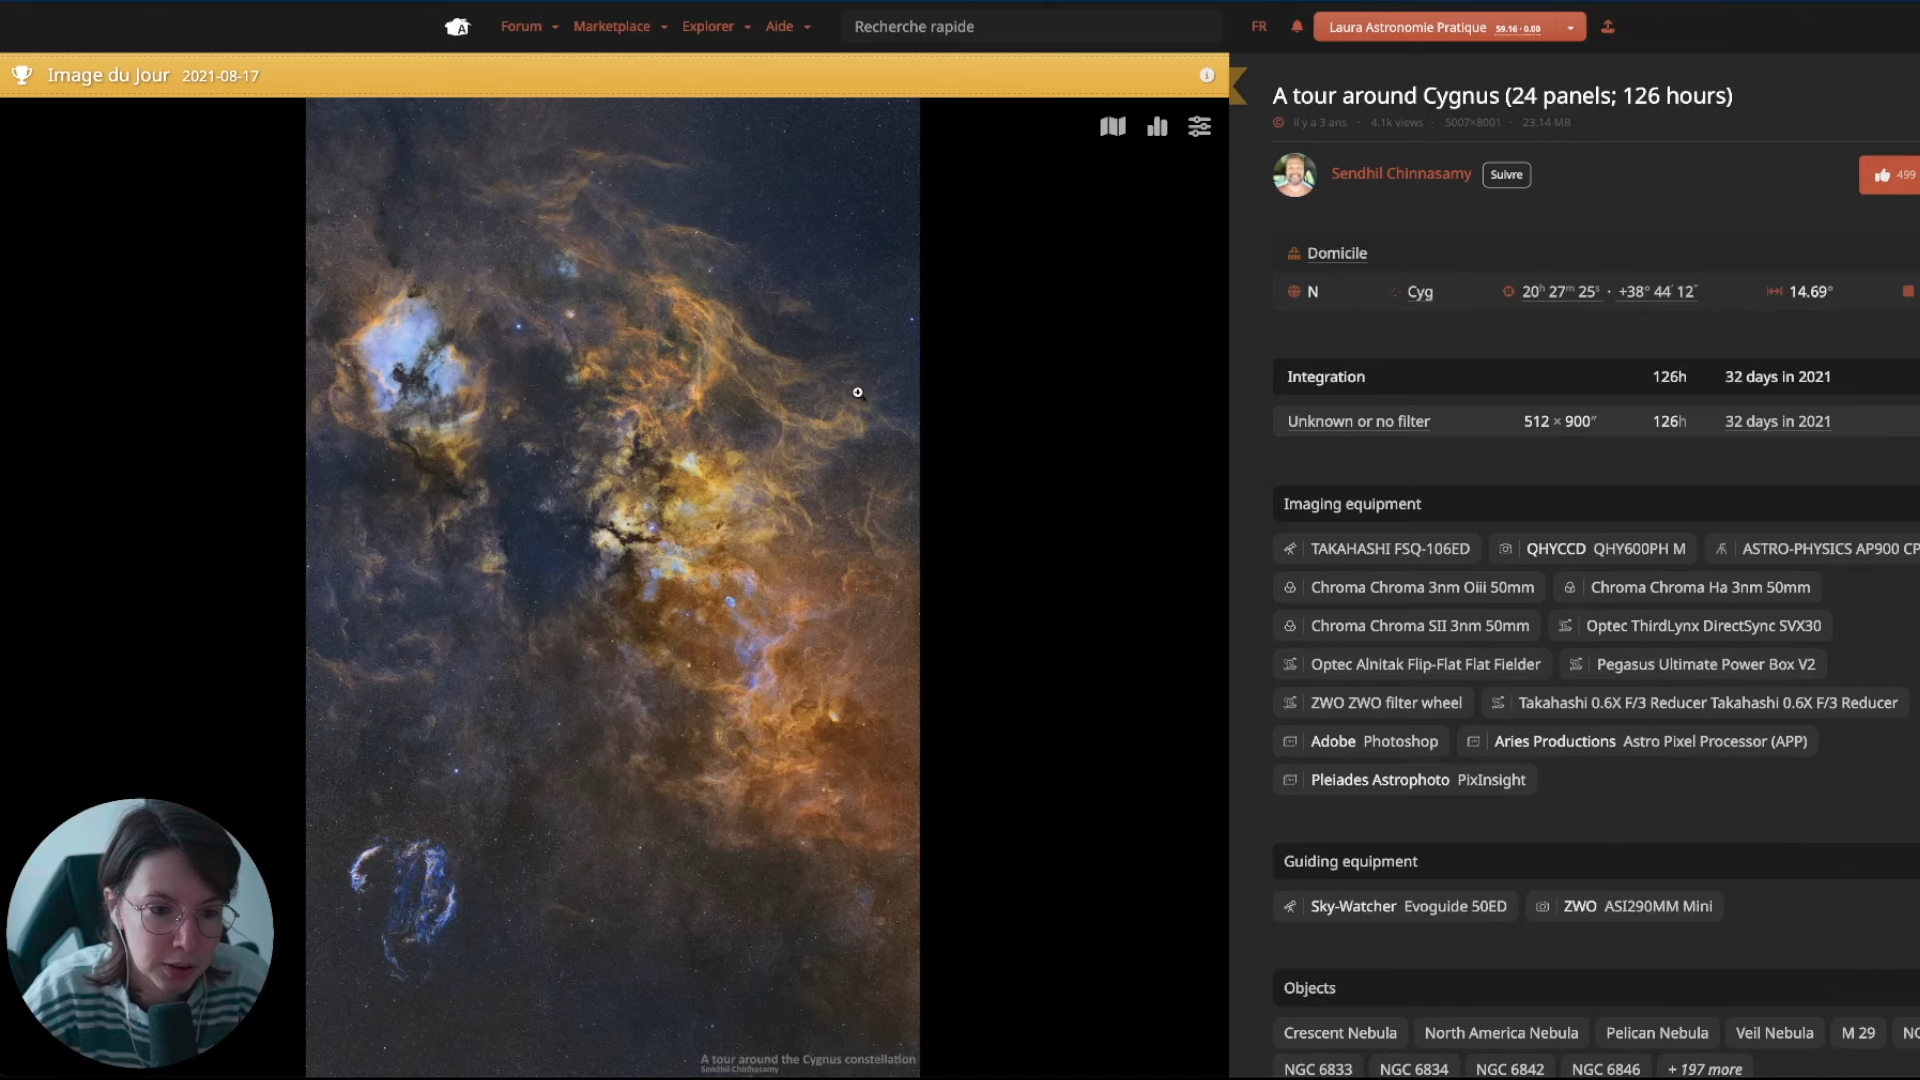 Forum
Marketplace
Explorer
Aide
Recherche rapide
FR
Laura Astronomie Pratique 59.16 · 0.00
Image du Jour 2021-08-17
A tour around Cygnus (24 panels; 126 hours)
il y a 3 ans · 4.1k views · 5007×8001 · 23.14 MB
Sendhil Chinnasamy
Suivre
499
Domicile
N
Cyg
20h 27m 25s · +38° 44′ 12″
14.69°
Integration 126h 32 days in 2021
Unknown or no filter 512 × 900″ 126h 32 days in 2021
Imaging equipment
TAKAHASHI FSQ-106ED
QHYCCD QHY600PH M
ASTRO-PHYSICS AP900 CP
Chroma Chroma 3nm Oiii 50mm
Chroma Chroma Ha 3nm 50mm
Chroma Chroma SII 3nm 50mm
Optec ThirdLynx DirectSync SVX30
Optec Alnitak Flip-Flat Flat Fielder
Pegasus Ultimate Power Box V2
ZWO ZWO filter wheel
Takahashi 0.6X F/3 Reducer Takahashi 0.6X F/3 Reducer
Adobe Photoshop
Aries Productions Astro Pixel Processor (APP)
Pleiades Astrophoto PixInsight
Guiding equipment
Sky-Watcher Evoguide 50ED
ZWO ASI290MM Mini
Objects
Crescent Nebula
North America Nebula
Pelican Nebula
Veil Nebula
M 29
NG
NGC 6833
NGC 6834
NGC 6842
NGC 6846
+ 197 more
A tour around the Cygnus constellation
Sendhil Chinnasamy